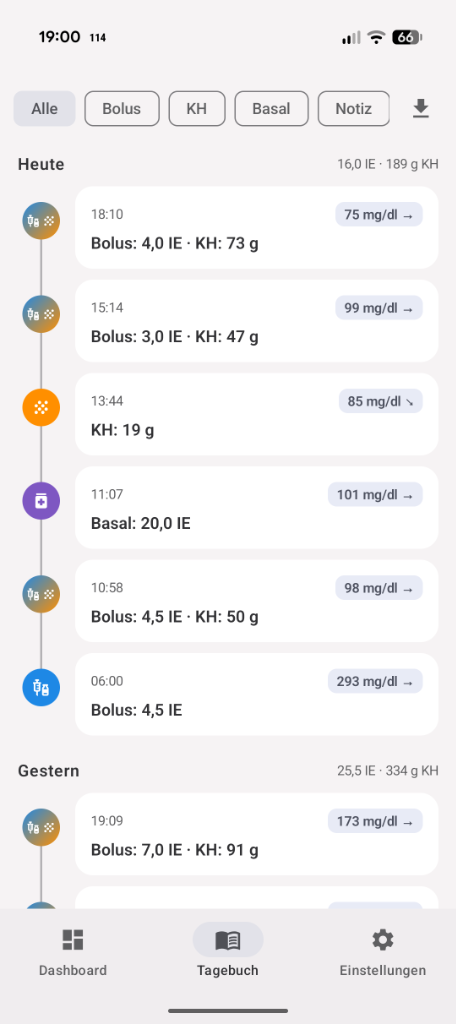 19:00 114 66
Alle Bolus KH Basal Notiz
Heute 16,0 IE · 189 g KH
18:10 75 mg/dl →
Bolus: 4,0 IE · KH: 73 g
15:14 99 mg/dl →
Bolus: 3,0 IE · KH: 47 g
13:44 85 mg/dl ↘
KH: 19 g
11:07 101 mg/dl →
Basal: 20,0 IE
10:58 98 mg/dl →
Bolus: 4,5 IE · KH: 50 g
06:00 293 mg/dl →
Bolus: 4,5 IE
Gestern 25,5 IE · 334 g KH
19:09 173 mg/dl →
Bolus: 7,0 IE · KH: 91 g
Dashboard Tagebuch Einstellungen